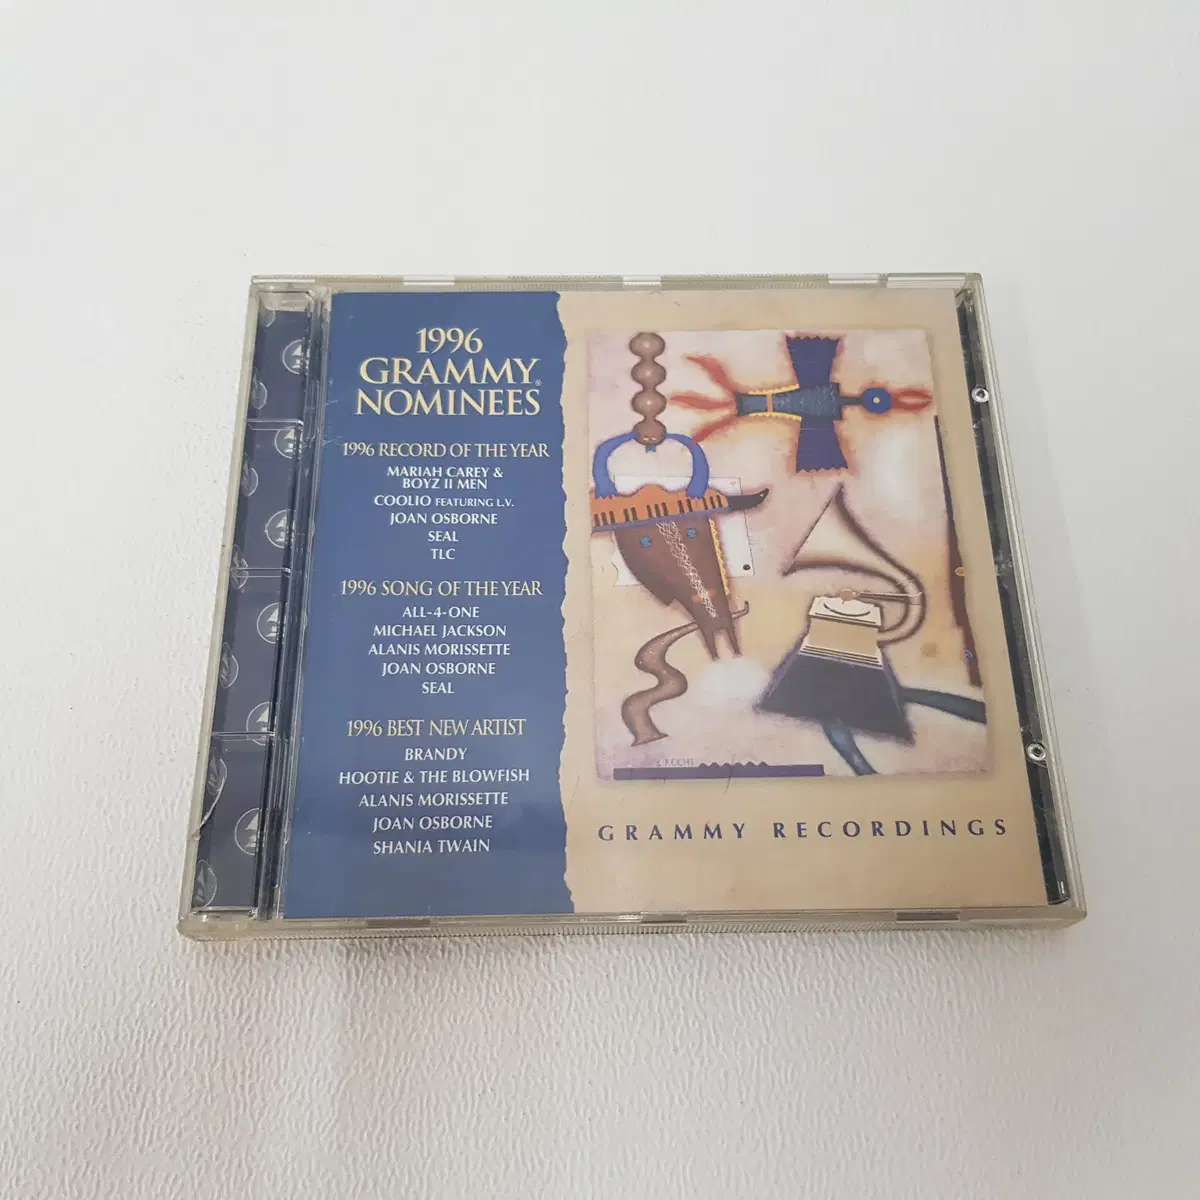 1996
GRAMMY®
NOMINEES
1996 RECORD OF THE YEAR
MARIAH CAREY &
BOYZ II MEN
COOLIO FEATURING L.V.
JOAN OSBORNE
SEAL
TLC
1996 SONG OF THE YEAR
ALL-4-ONE
MICHAEL JACKSON
ALANIS MORISSETTE
JOAN OSBORNE
SEAL
1996 BEST NEW ARTIST
BRANDY
HOOTIE & THE BLOWFISH
ALANIS MORISSETTE
JOAN OSBORNE
SHANIA TWAIN
GRAMMY RECORDINGS